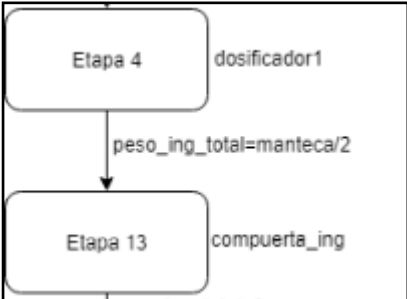 Etapa 4 dosificador1
peso_ing_total=manteca/2
Etapa 13 compuerta_ing